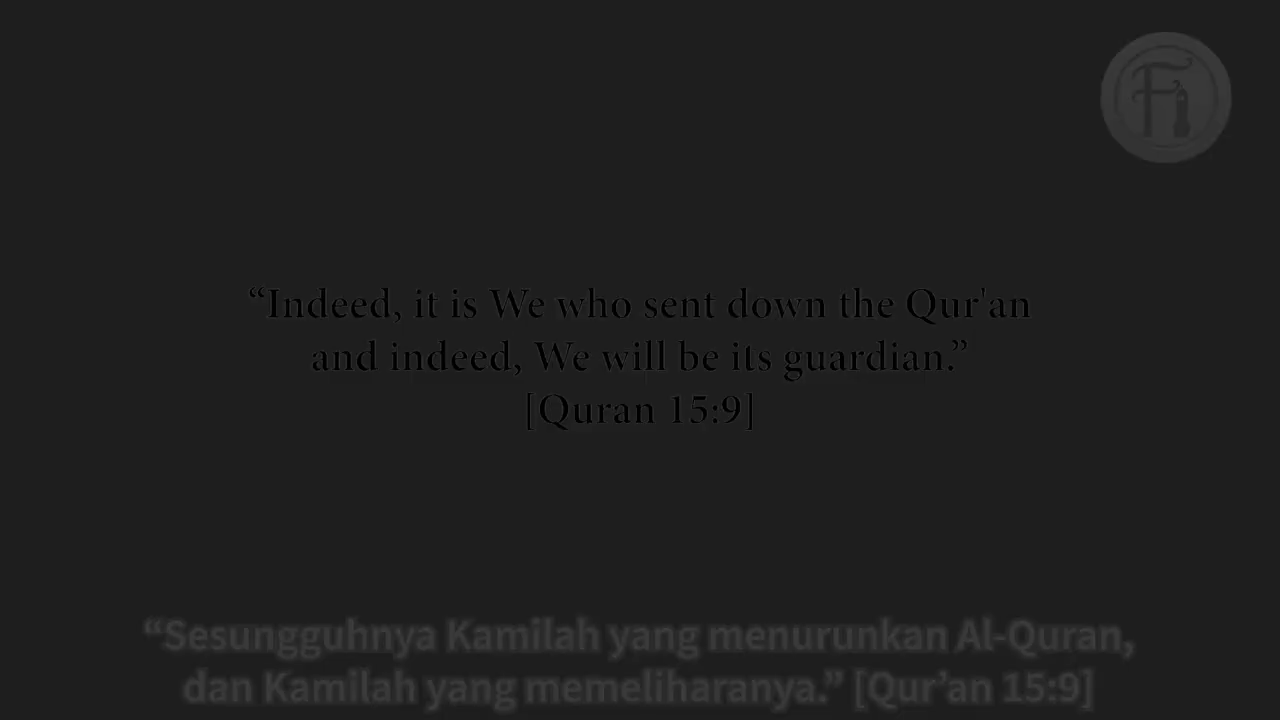 Fi
“Indeed, it is We who sent down the Qur'an
and indeed, We will be its guardian.”
[Quran 15:9]
“Sesungguhnya Kamilah yang menurunkan Al-Quran,
dan Kamilah yang memeliharanya.” [Qur’an 15:9]